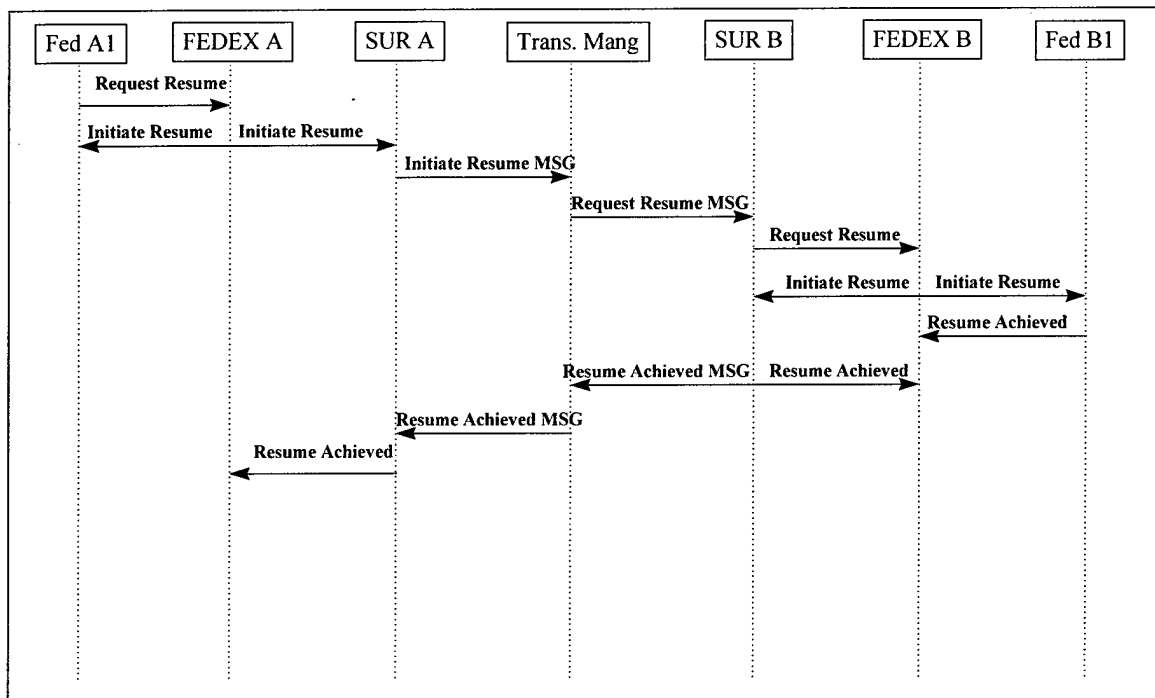 Fed A1 FEDEX A SUR A Trans. Mang SUR B FEDEX B Fed B1
Request Resume
Initiate Resume Initiate Resume
Initiate Resume MSG
Request Resume MSG
Request Resume
Initiate Resume Initiate Resume
Resume Achieved
Resume Achieved MSG Resume Achieved
Resume Achieved MSG
Resume Achieved